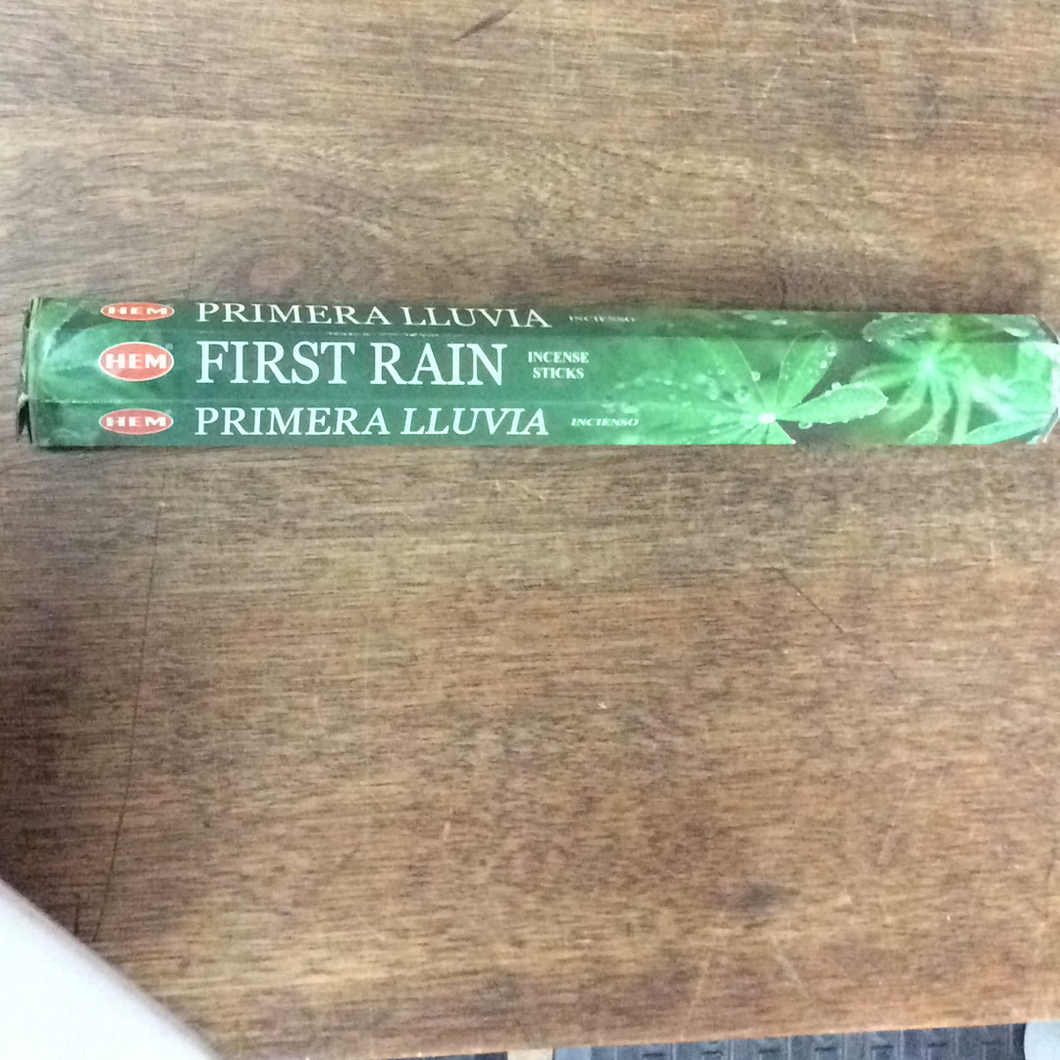 HEM PRIMERA LLUVIA INCIENSO
HEM FIRST RAIN INCENSE
STICKS
HEM PRIMERA LLUVIA INCIENSO